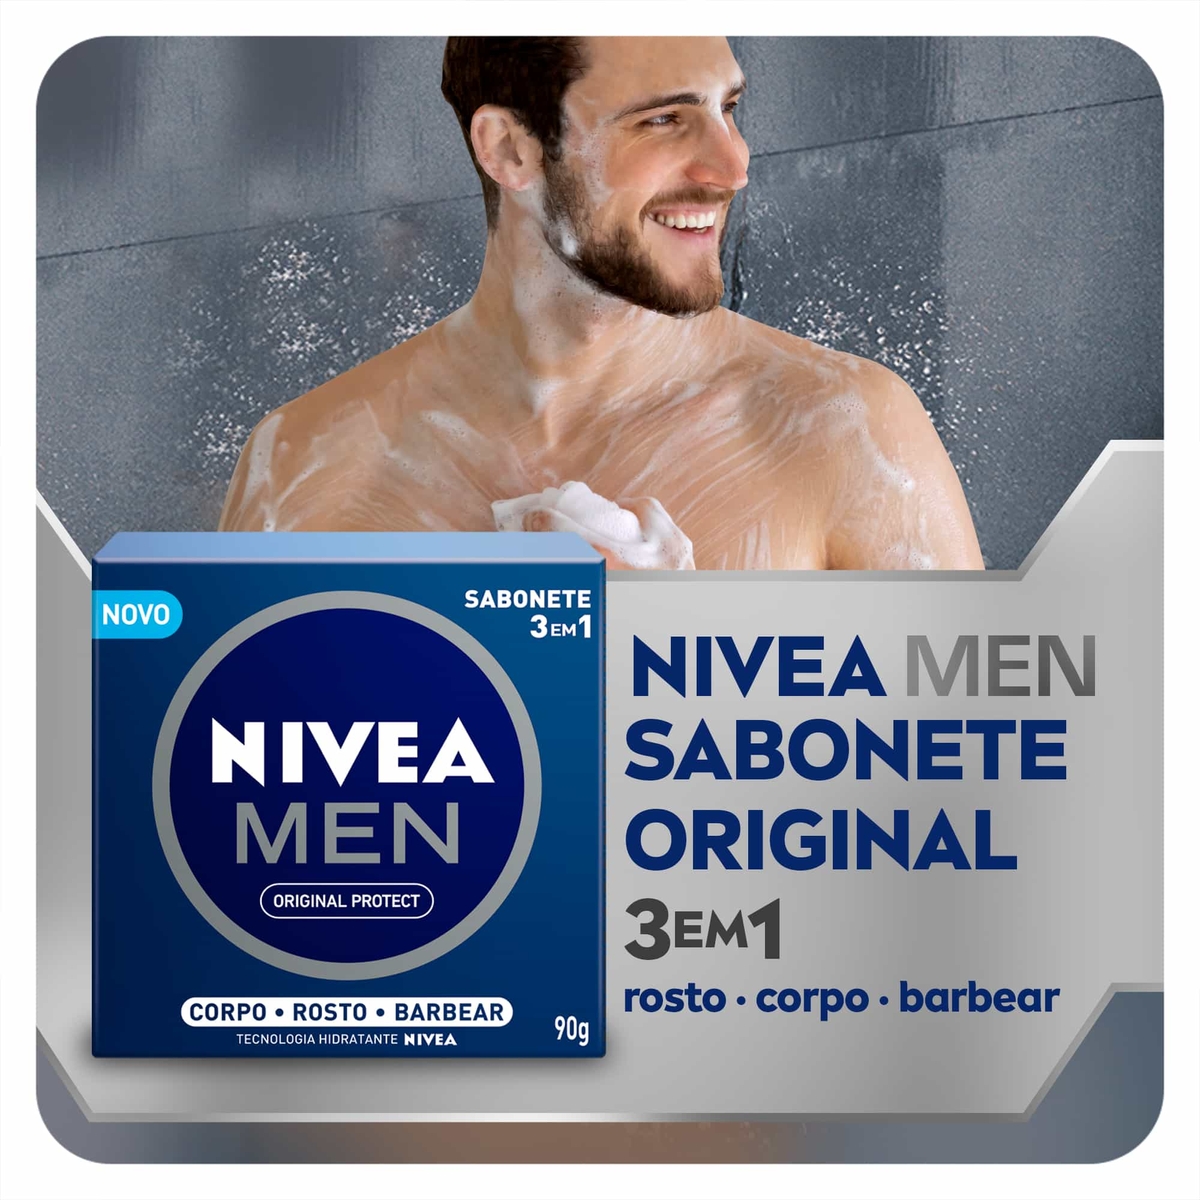 NOVO
SABONETE
3EM1
NIVEA
MEN
ORIGINAL PROTECT
CORPO • ROSTO • BARBEAR
TECNOLOGIA HIDRATANTE NIVEA
90g
NIVEA MEN
SABONETE
ORIGINAL
3EM1
rosto • corpo • barbear